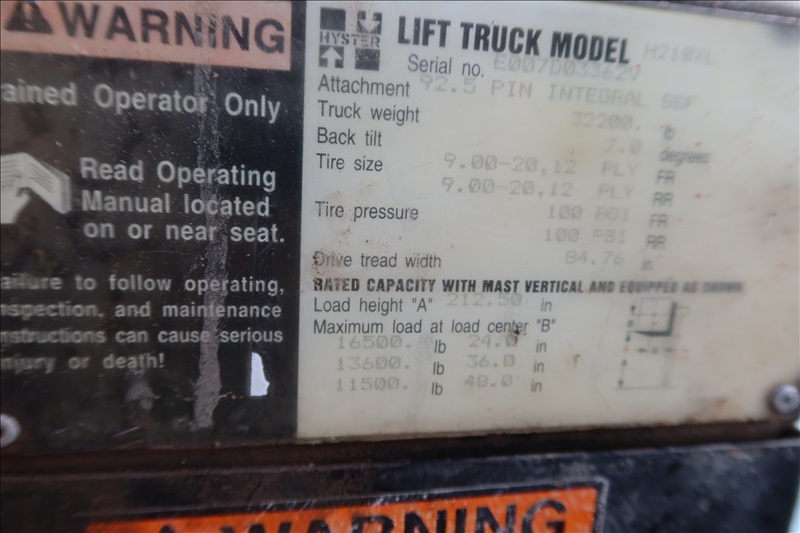 WARNING
ained Operator Only
Read Operating
Manual located
on or near seat.
ailure to follow operating,
nspection, and maintenance
nstructions can cause serious
njury or death!
HYSTER
LIFT TRUCK MODEL H210XL
Serial no. E007D03362V
Attachment 92.5 PIN INTEGRAL SSF
Truck weight 32200. lb
Back tilt 7.0 degrees
Tire size 9.00-20,12 PLY FR
9.00-20,12 PLY RR
Tire pressure 100 PSI FR
100 PSI RR
Drive tread width 84.76 in
RATED CAPACITY WITH MAST VERTICAL AND EQUIPPED AS SHOWN
Load height "A" 212.50 in
Maximum load at load center "B"
16500. lb 24.0 in
13600. lb 36.0 in
11500. lb 48.0 in
WARNING